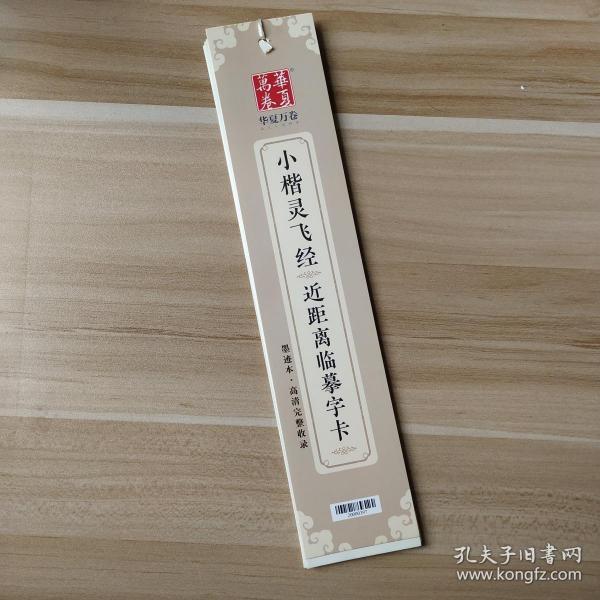 華夏
萬卷
华夏万卷
小楷灵飞经
近距离临摹字卡
墨迹本·高清完整收录
孔夫子旧书网
www.kongfz.com